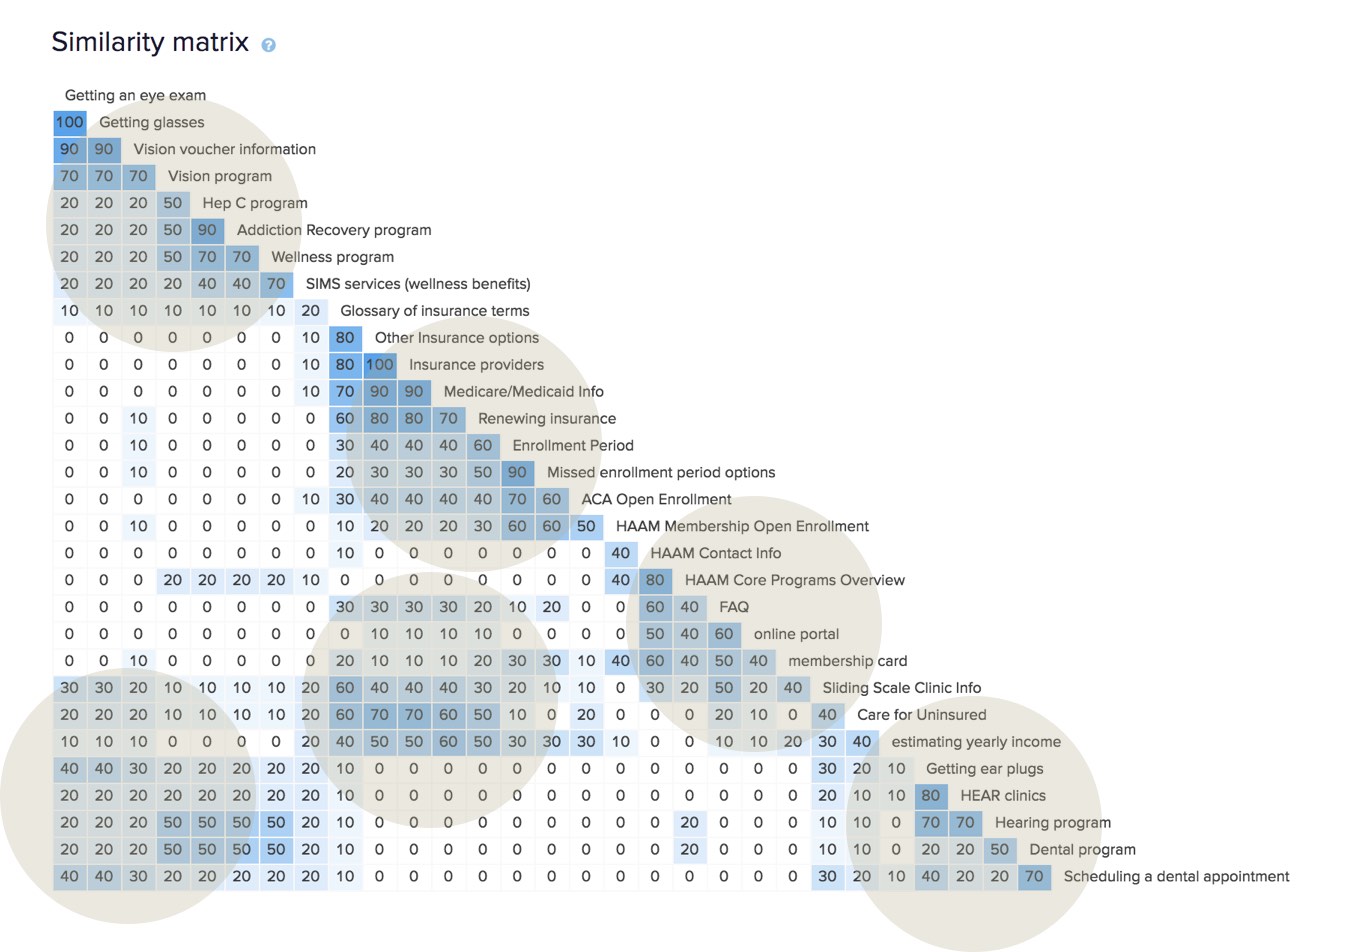 Similarity matrix ?
Getting an eye exam
100 Getting glasses
90 90 Vision voucher information
70 70 70 Vision program
20 20 20 50 Hep C program
20 20 20 50 90 Addiction Recovery program
20 20 20 50 70 70 Wellness program
20 20 20 20 40 40 70 SIMS services (wellness benefits)
10 10 10 10 10 10 10 20 Glossary of insurance terms
0 0 0 0 0 0 0 10 80 Other Insurance options
0 0 0 0 0 0 0 10 80 100 Insurance providers
0 0 0 0 0 0 0 10 70 90 90 Medicare/Medicaid Info
0 0 10 0 0 0 0 0 60 80 80 70 Renewing insurance
0 0 10 0 0 0 0 0 30 40 40 40 60 Enrollment Period
0 0 10 0 0 0 0 0 20 30 30 30 50 90 Missed enrollment period options
0 0 0 0 0 0 0 10 30 40 40 40 40 70 60 ACA Open Enrollment
0 0 10 0 0 0 0 0 10 20 20 20 30 60 60 50 HAAM Membership Open Enrollment
0 0 0 0 0 0 0 0 10 0 0 0 0 0 0 0 40 HAAM Contact Info
0 0 0 20 20 20 20 10 0 0 0 0 0 0 0 0 40 80 HAAM Core Programs Overview
0 0 0 0 0 0 0 0 30 30 30 30 20 10 20 0 0 60 40 FAQ
0 0 0 0 0 0 0 0 0 10 10 10 10 0 0 0 0 50 40 60 online portal
0 0 10 0 0 0 0 0 20 10 10 10 20 30 30 10 40 60 40 50 40 membership card
30 30 20 10 10 10 10 20 60 40 40 40 30 20 10 10 0 30 20 50 20 40 Sliding Scale Clinic Info
20 20 20 10 10 10 10 20 60 70 70 60 50 10 0 20 0 0 0 20 10 0 40 Care for Uninsured
10 10 10 0 0 0 0 20 40 50 50 60 50 30 30 30 10 0 0 10 10 20 30 40 estimating yearly income
40 40 30 20 20 20 20 20 10 0 0 0 0 0 0 0 0 0 0 0 0 0 30 20 10 Getting ear plugs
20 20 20 20 20 20 20 20 10 0 0 0 0 0 0 0 0 0 0 0 0 0 20 10 10 80 HEAR clinics
20 20 20 50 50 50 50 20 10 0 0 0 0 0 0 0 0 0 20 0 0 0 10 10 0 70 70 Hearing program
20 20 20 50 50 50 50 20 10 0 0 0 0 0 0 0 0 0 20 0 0 0 10 10 0 20 20 50 Dental program
40 40 30 20 20 20 20 20 10 0 0 0 0 0 0 0 0 0 0 0 0 0 30 20 10 40 20 20 70 Scheduling a dental appointment